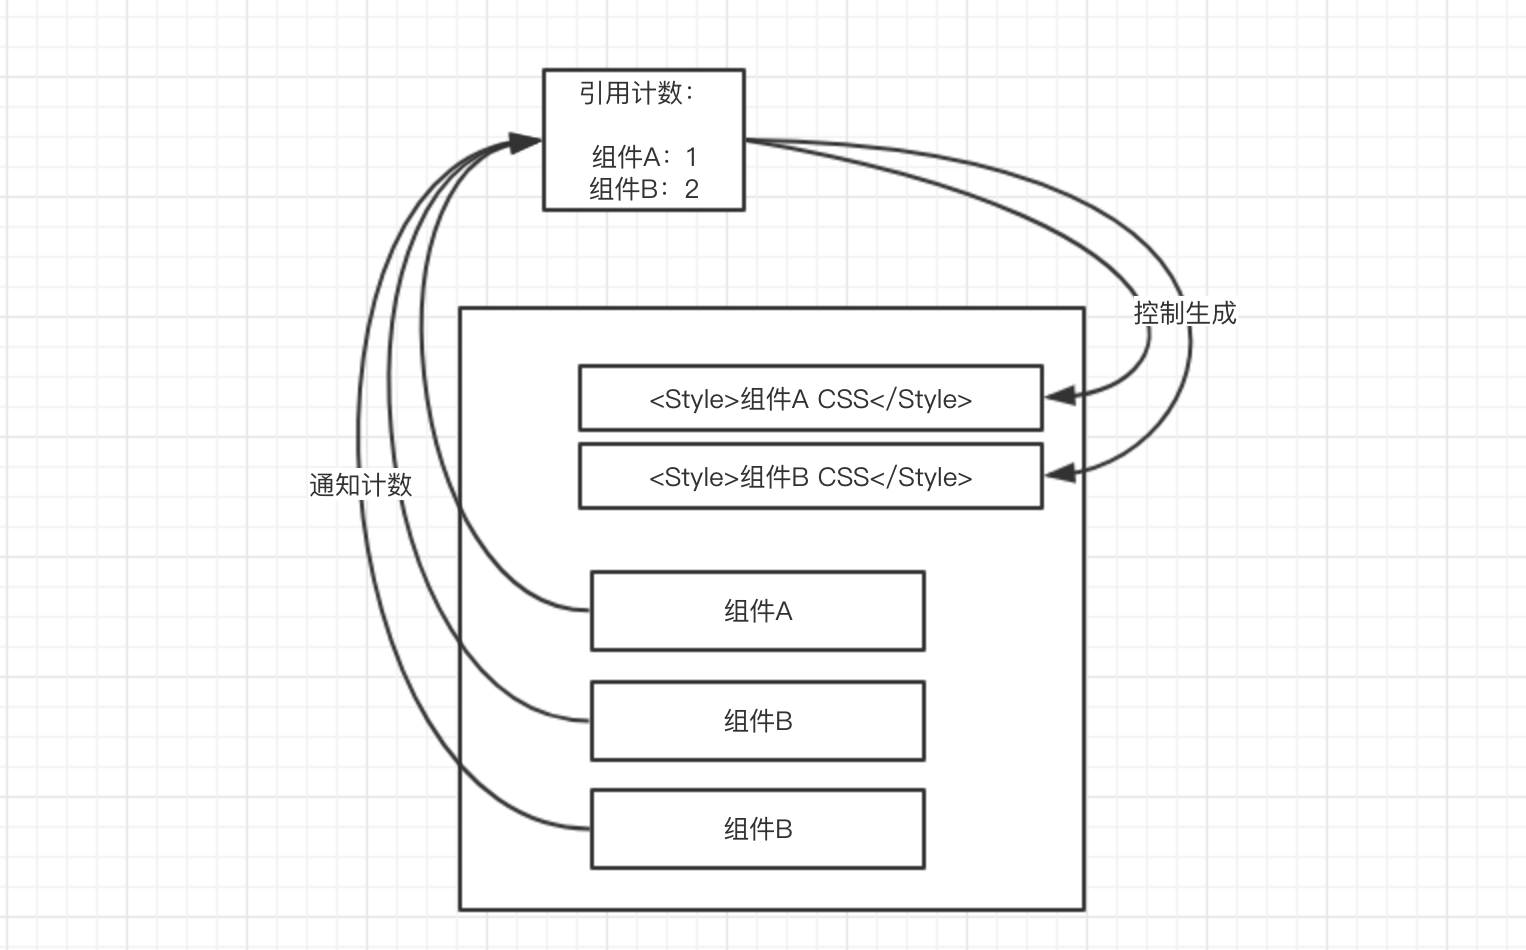 引用计数：
组件A：1
组件B：2
控制生成
<Style>组件A CSS</Style>
<Style>组件B CSS</Style>
通知计数
组件A
组件B
组件B